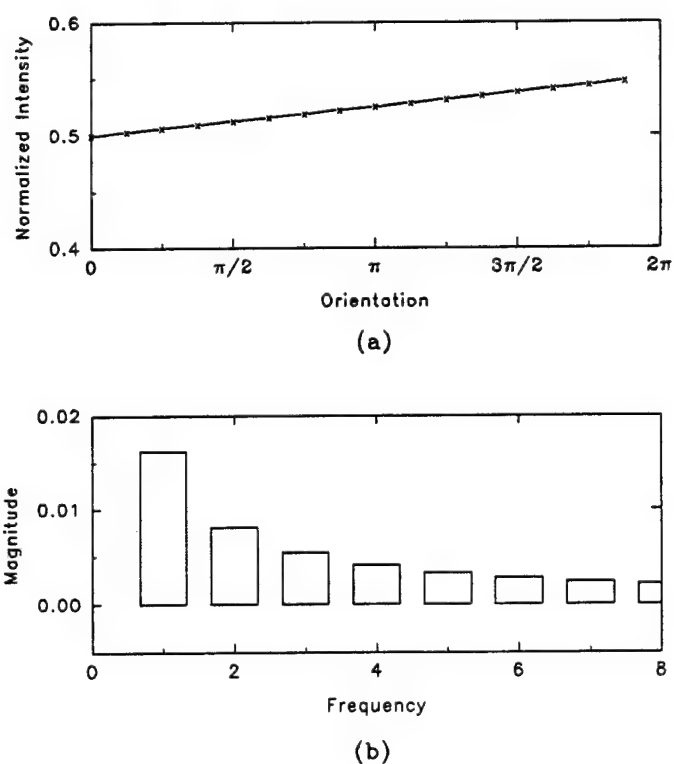 0.6
0.5
0.4
Normalized Intensity
0 π/2 π 3π/2 2π
Orientation
(a)
0.02
0.01
0.00
Magnitude
0 2 4 6 8
Frequency
(b)